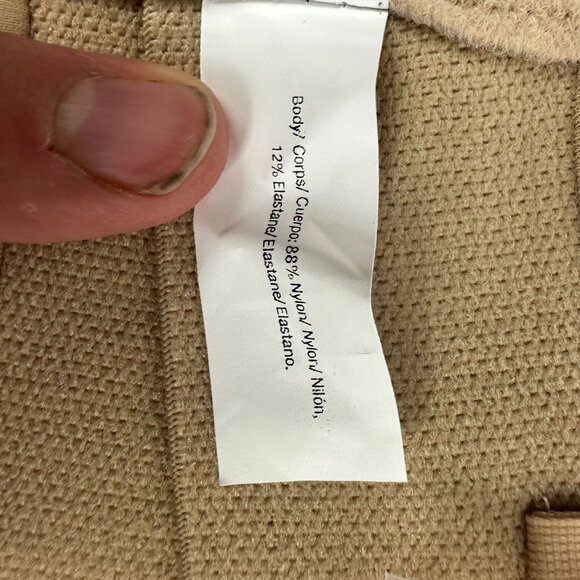 Body/ Corps/ Cuerpo: 88% Nylon/ Nylon/ Nilón,
12% Elastane/Elastane/Elastano.